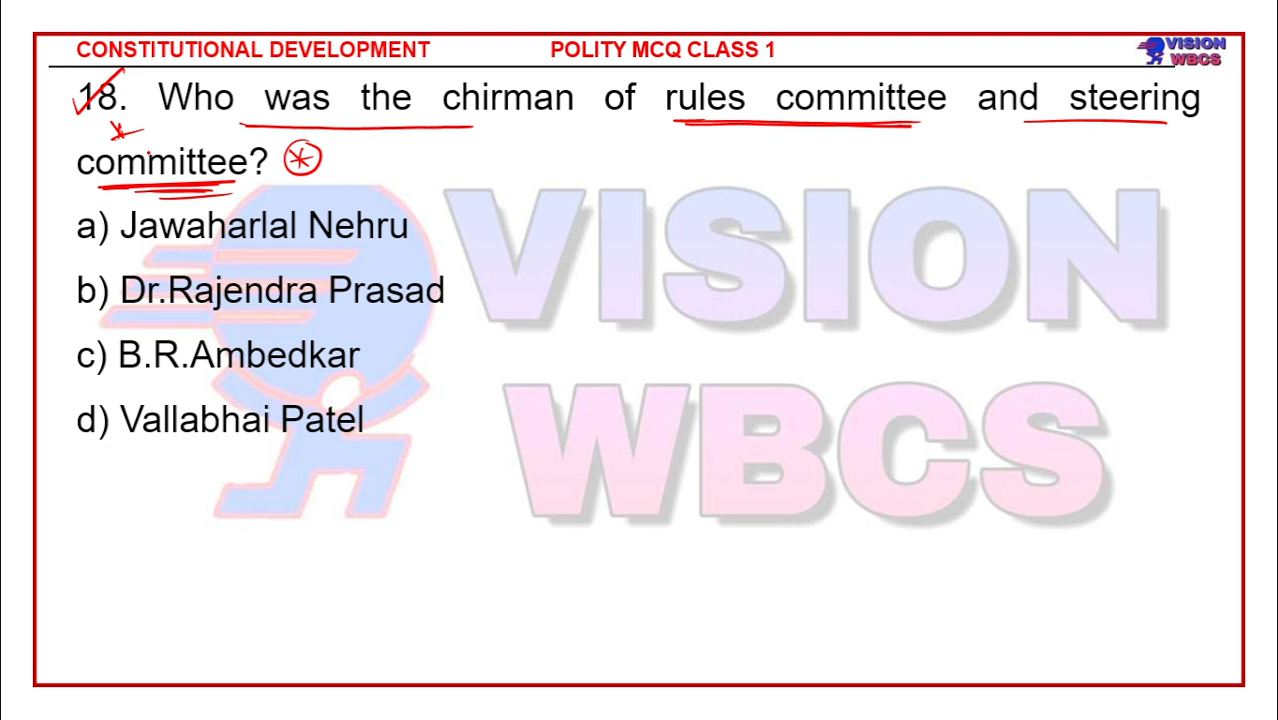 CONSTITUTIONAL DEVELOPMENT POLITY MCQ CLASS 1
VISION
WBCS
18. Who was the chirman of rules committee and steering
committee?
a) Jawaharlal Nehru
b) Dr.Rajendra Prasad
c) B.R.Ambedkar
d) Vallabhai Patel
VISION
WBCS